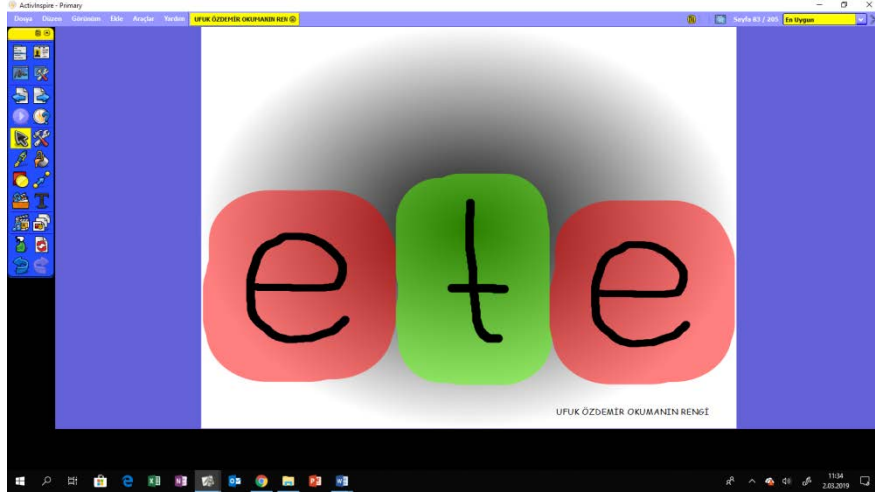 ActivInspire - Primary
Dosya Düzen Görünüm Ekle Araçlar Yardım UFUK ÖZDEMİR OKUMANIN REN Sayfa 83 / 205 En Uygun
e t e
UFUK ÖZDEMİR OKUMANIN RENGİ
11:34
2.03.2019